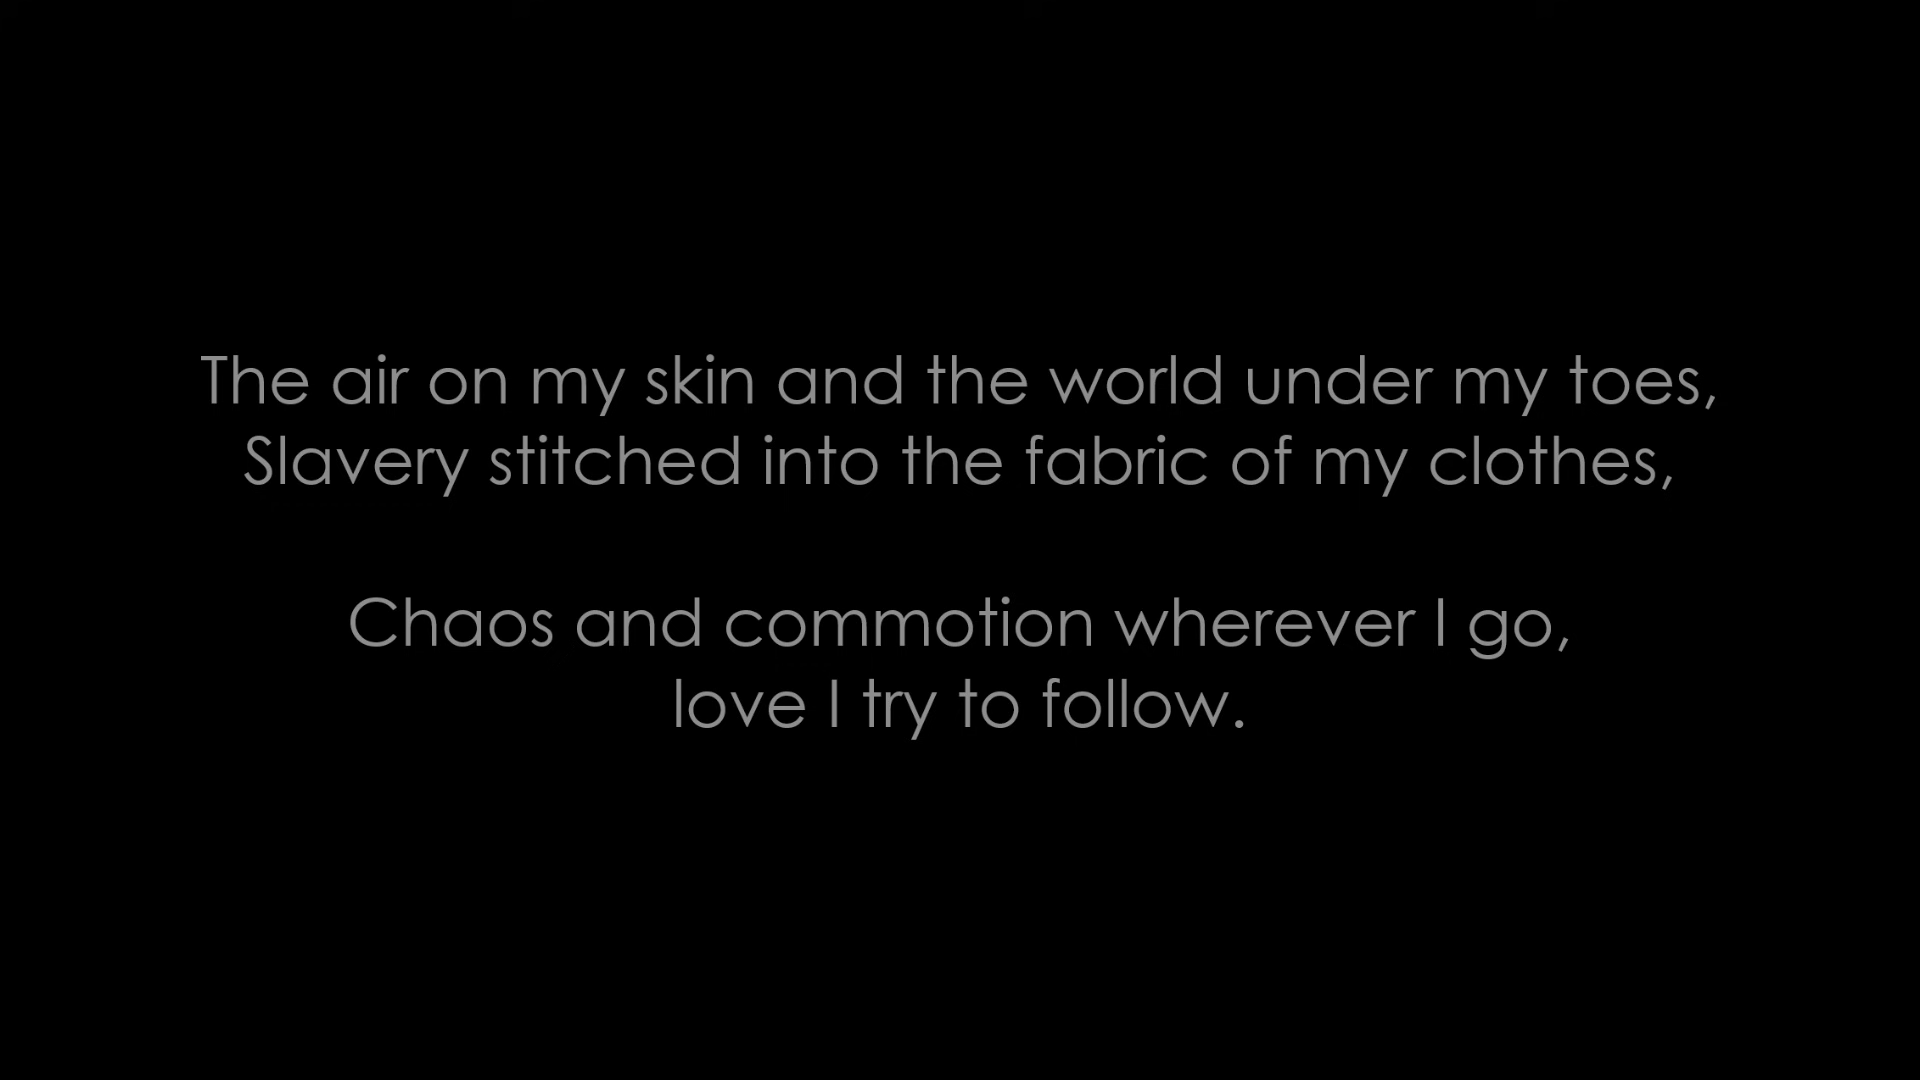 The air on my skin and the world under my toes,
Slavery stitched into the fabric of my clothes,
Chaos and commotion wherever I go,
love I try to follow.